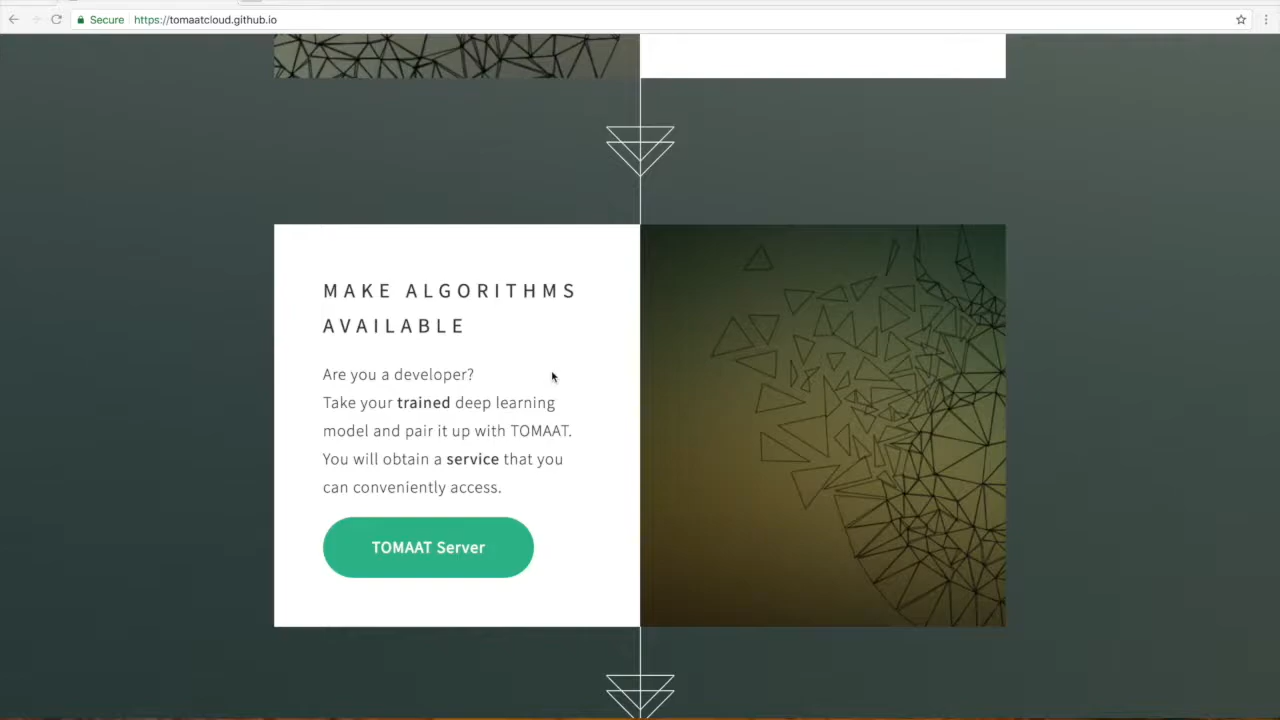 Secure https://tomaatcloud.github.io
MAKE ALGORITHMS
AVAILABLE
Are you a developer?
Take your trained deep learning
model and pair it up with TOMAAT.
You will obtain a service that you
can conveniently access.
TOMAAT Server